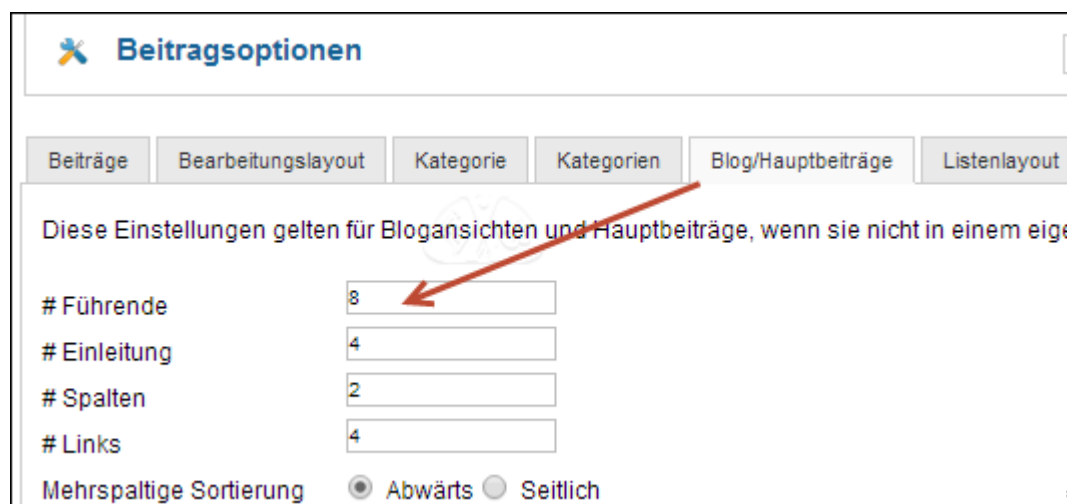 Beitragsoptionen
Beiträge Bearbeitungslayout Kategorie Kategorien Blog/Hauptbeiträge Listenlayout
Diese Einstellungen gelten für Blogansichten und Hauptbeiträge, wenn sie nicht in einem eige
# Führende 8
# Einleitung 4
# Spalten 2
# Links 4
Mehrspaltige Sortierung Abwärts Seitlich